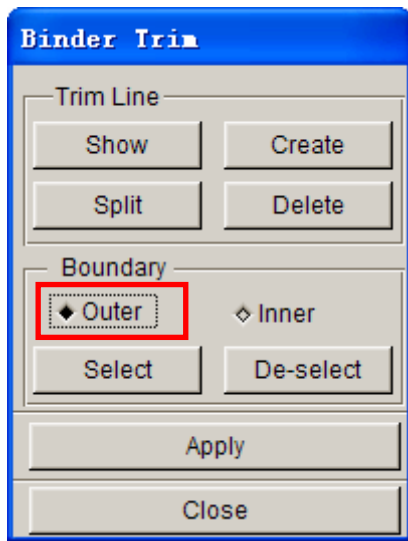 Binder Trim
Trim Line
Show Create
Split Delete
Boundary
Outer Inner
Select De-select
Apply
Close